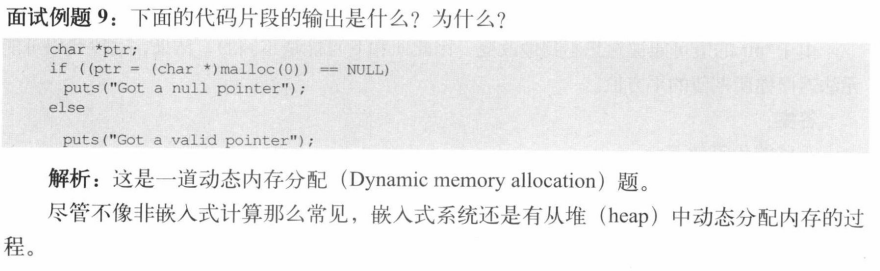 面试例题 9：下面的代码片段的输出是什么？为什么？
char *ptr;
if ((ptr = (char *)malloc(0)) == NULL)
puts("Got a null pointer");
else
puts("Got a valid pointer");
解析：这是一道动态内存分配（Dynamic memory allocation）题。
尽管不像非嵌入式计算那么常见，嵌入式系统还是有从堆（heap）中动态分配内存的过
程。